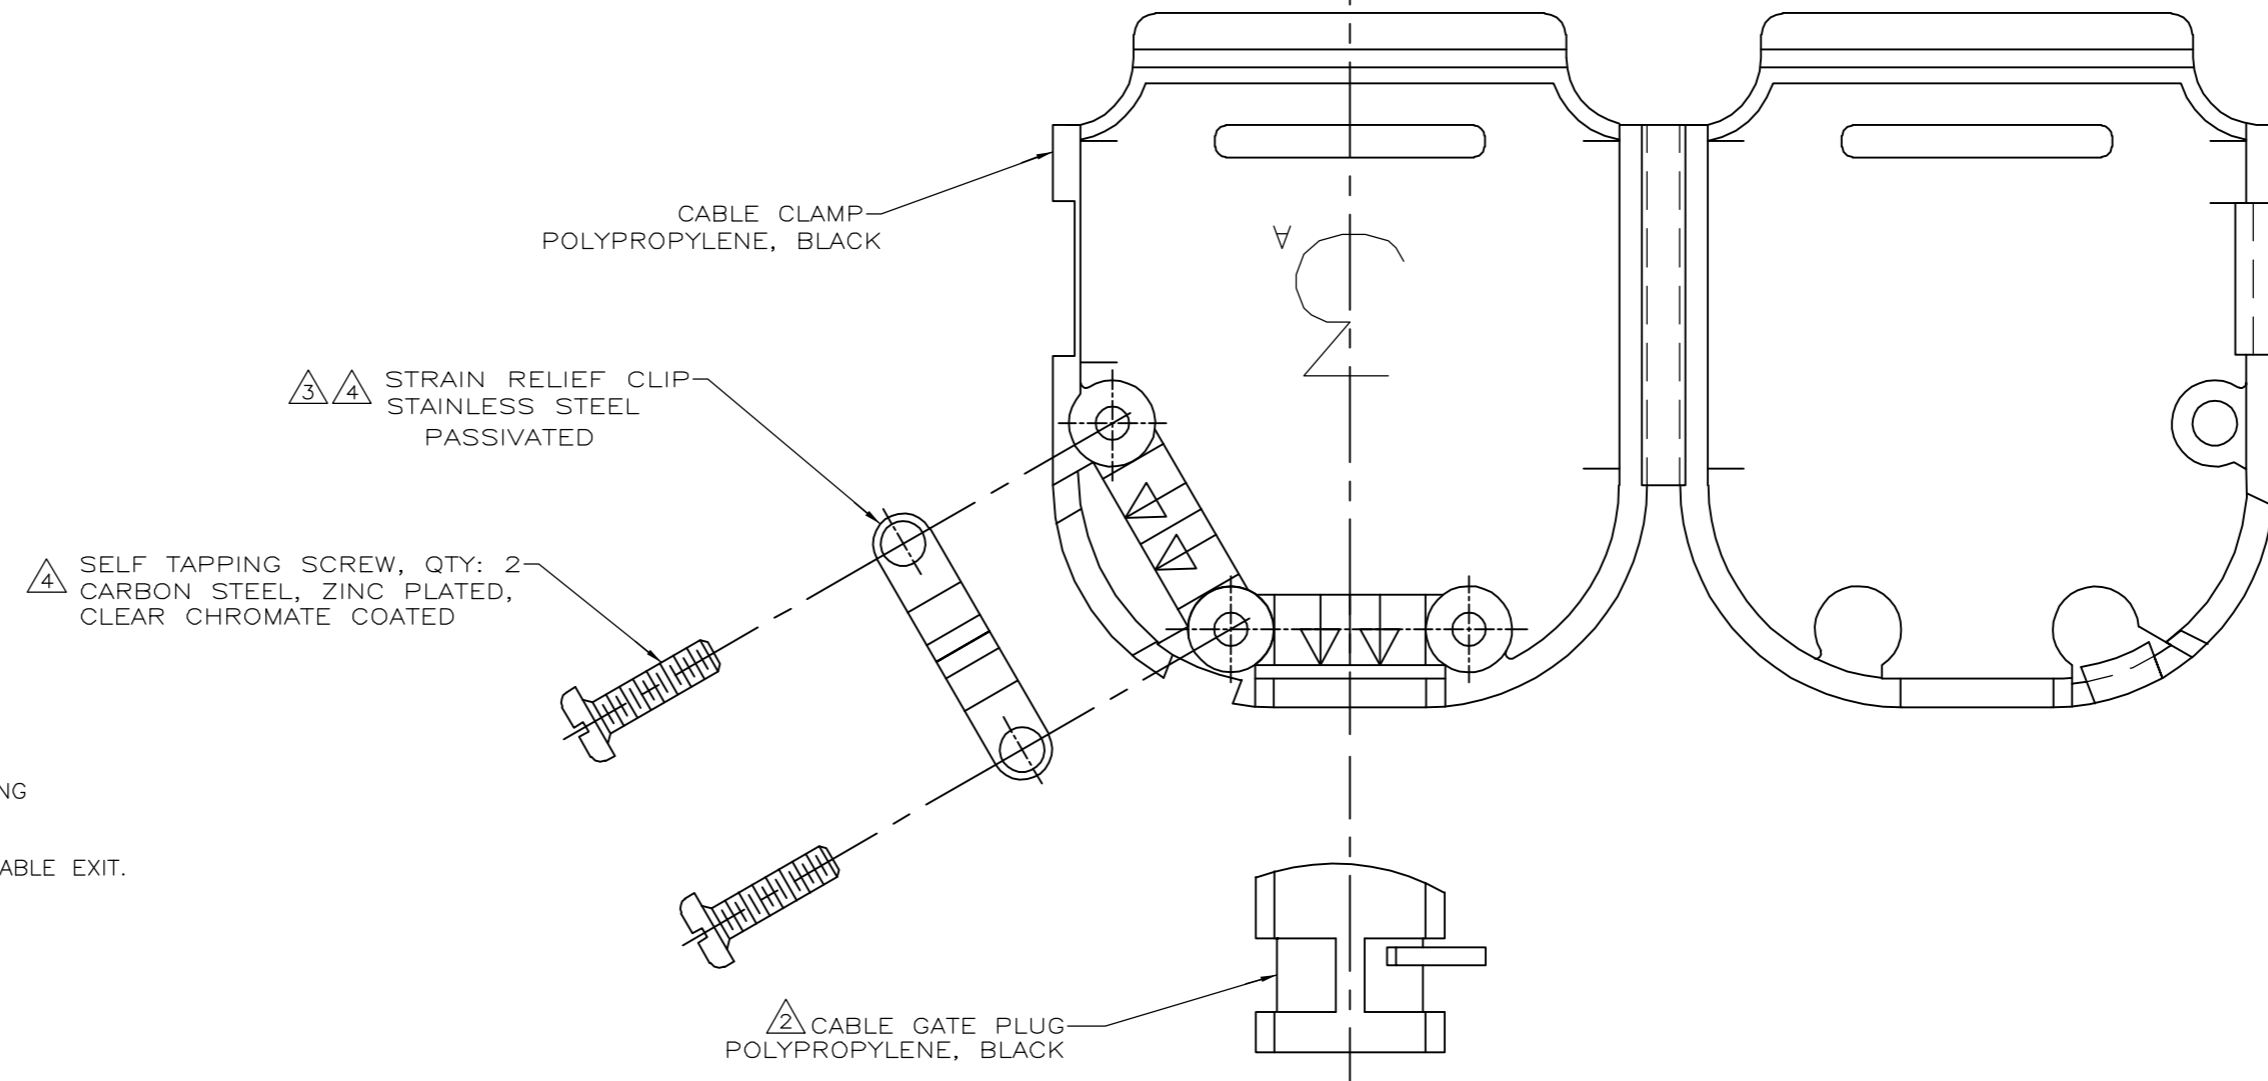 CABLE CLAMP
POLYPROPYLENE, BLACK
3 4 STRAIN RELIEF CLIP
STAINLESS STEEL
PASSIVATED
4 SELF TAPPING SCREW, QTY: 2
CARBON STEEL, ZINC PLATED,
CLEAR CHROMATE COATED
A
NG
ABLE EXIT.
2 CABLE GATE PLUG
POLYPROPYLENE, BLACK